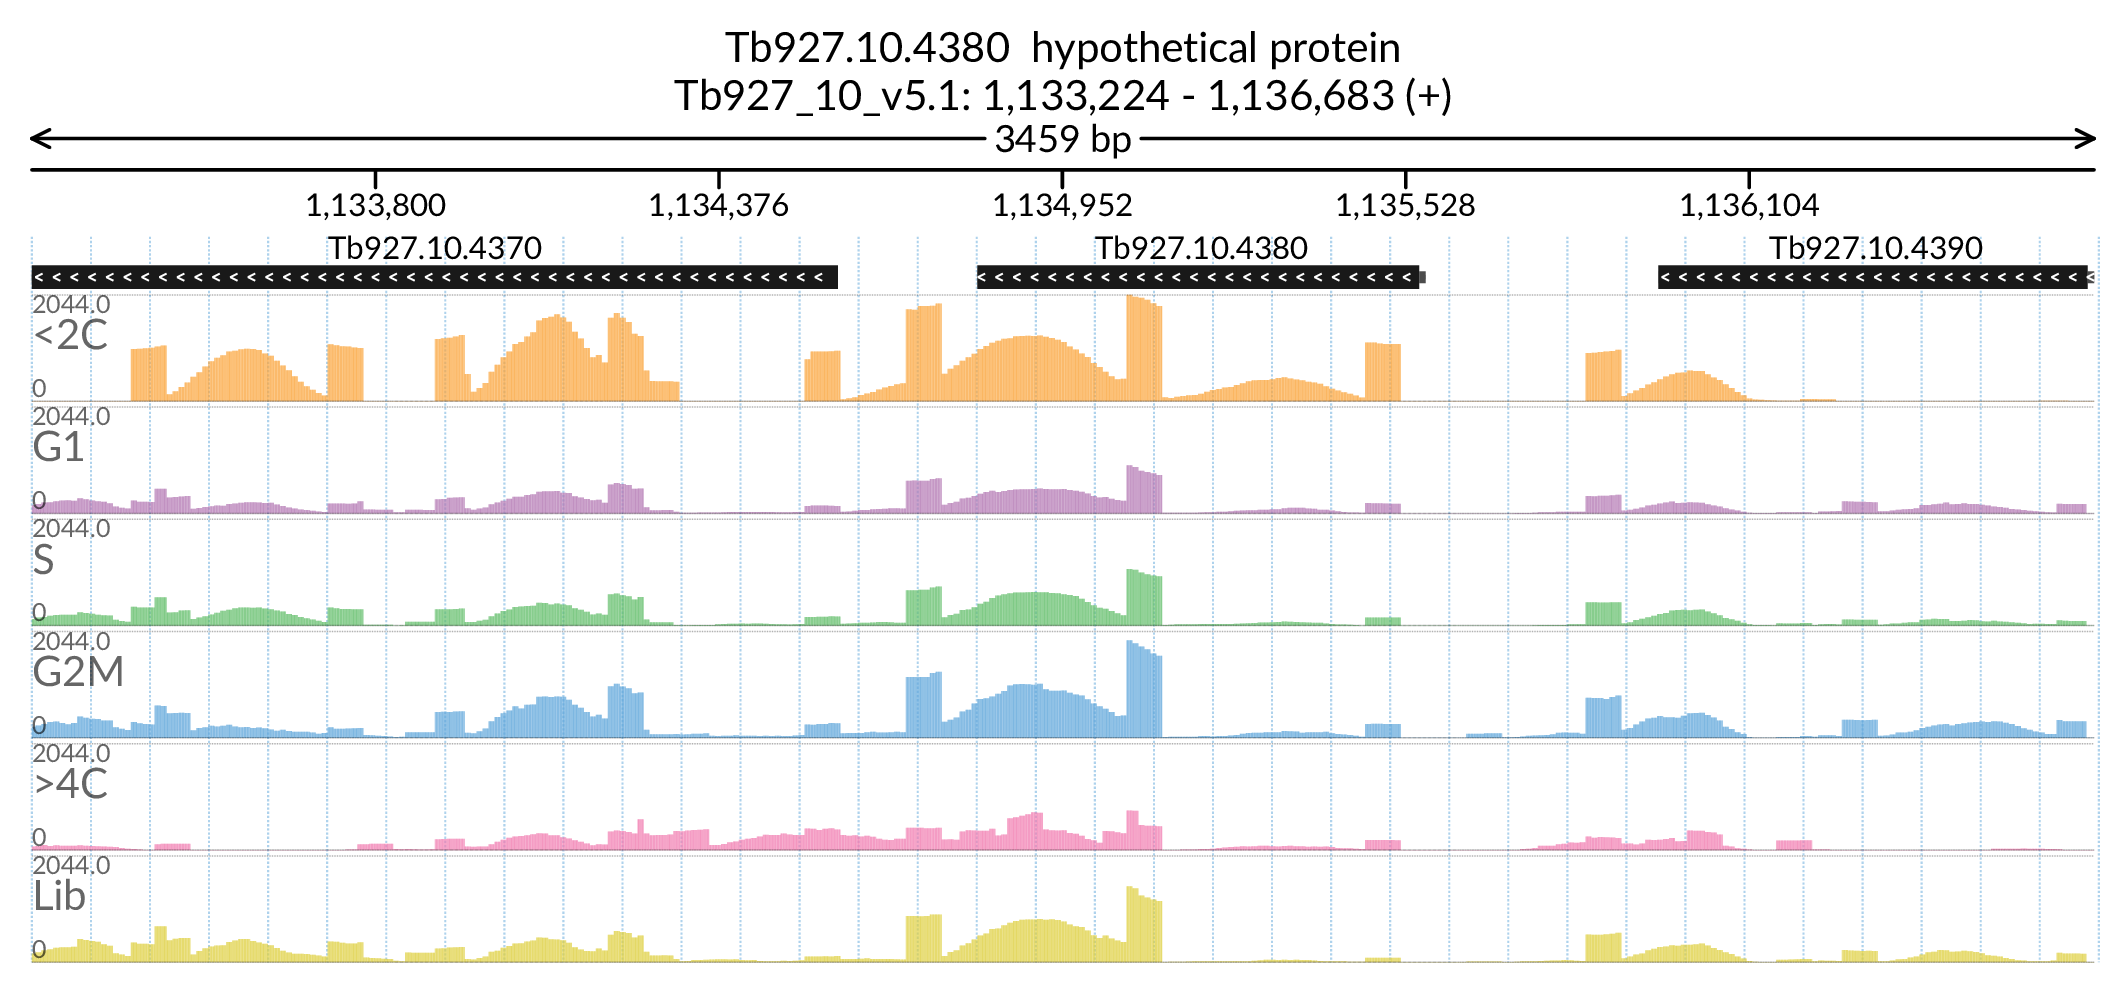 Tb927.10.4380 hypothetical protein
Tb927_10_v5.1: 1,133,224 - 1,136,683 (+)
3459 bp
1,133,800 1,134,376 1,134,952 1,135,528 1,136,104
Tb927.10.4370 Tb927.10.4380 Tb927.10.4390
2044.0
<2C
0
2044.0
G1
0
2044.0
S
0
2044.0
G2M
0
2044.0
>4C
0
2044.0
Lib
0